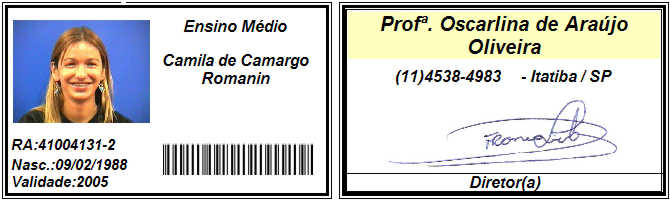 Ensino Médio
Camila de Camargo
Romanin
RA:41004131-2
Nasc.:09/02/1988
Validade:2005
Profª. Oscarlina de Araújo
Oliveira
(11)4538-4983 - Itatiba / SP
Diretor(a)